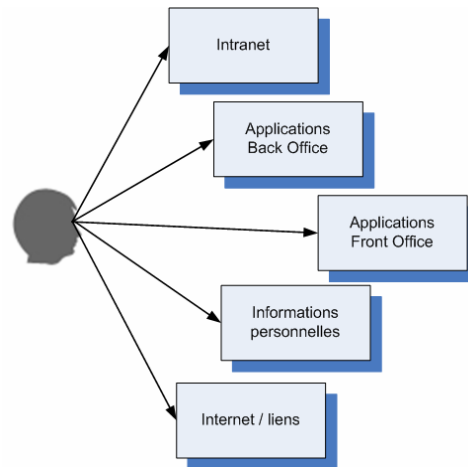 Intranet
Applications
Back Office
Applications
Front Office
Informations
personnelles
Internet / liens